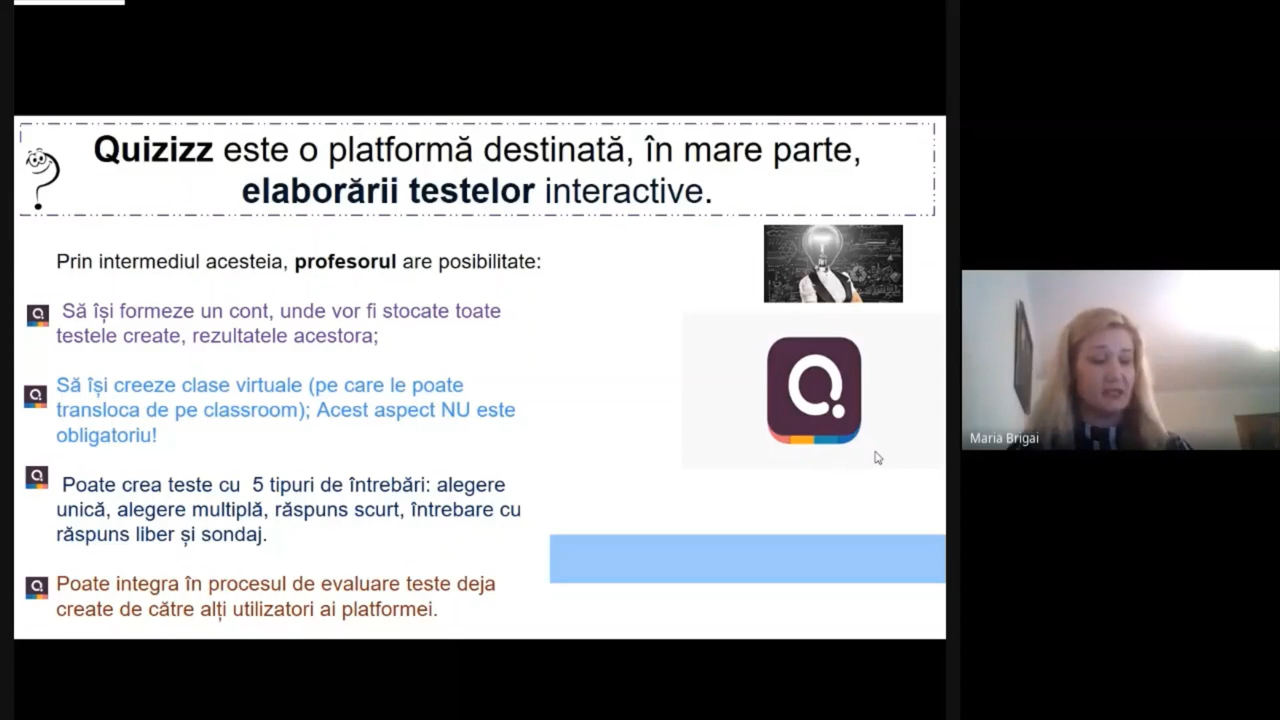 Quizizz este o platformă destinată, în mare parte,
elaborării testelor interactive.
Prin intermediul acesteia, profesorul are posibilitate:
Să își formeze un cont, unde vor fi stocate toate
testele create, rezultatele acestora;
Să își creeze clase virtuale (pe care le poate
transloca de pe classroom); Acest aspect NU este
obligatoriu!
Poate crea teste cu 5 tipuri de întrebări: alegere
unică, alegere multiplă, răspuns scurt, întrebare cu
răspuns liber și sondaj.
Poate integra în procesul de evaluare teste deja
create de către alți utilizatori ai platformei.
Maria Brigai